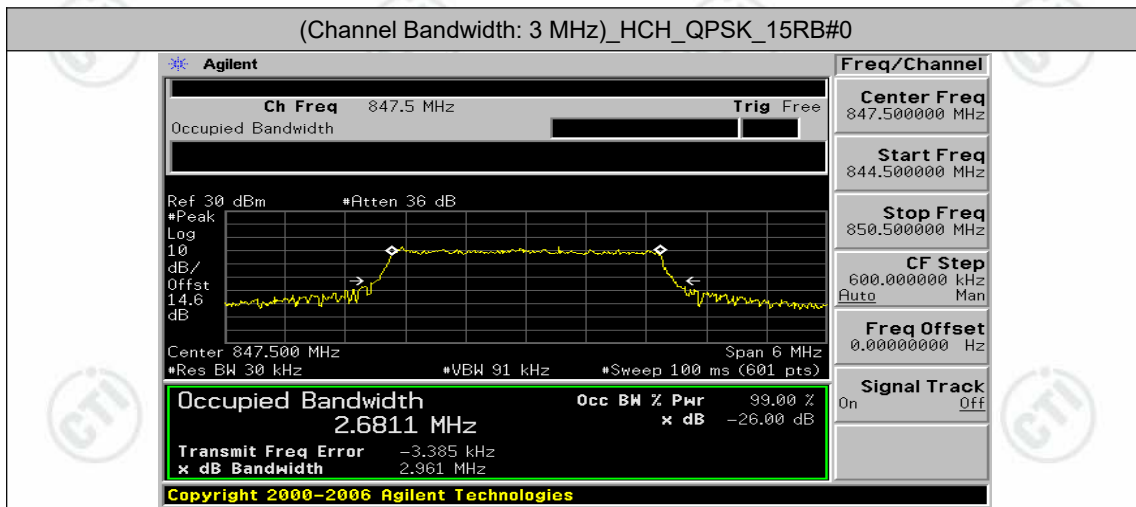 (Channel Bandwidth: 3 MHz)_HCH_QPSK_15RB#0
Agilent
Freq/Channel
Ch Freq 847.5 MHz Trig Free
Occupied Bandwidth
Center Freq
847.500000 MHz
Start Freq
844.500000 MHz
Stop Freq
850.500000 MHz
CF Step
600.000000 kHz
Auto Man
Freq Offset
0.00000000 Hz
Signal Track
On Off
Ref 30 dBm #Atten 36 dB
#Peak
Log
10
dB/
Offst
14.6
dB
Center 847.500 MHz Span 6 MHz
#Res BW 30 kHz #VBW 91 kHz #Sweep 100 ms (601 pts)
Occupied Bandwidth Occ BW % Pwr 99.00 %
2.6811 MHz x dB -26.00 dB
Transmit Freq Error -3.385 kHz
x dB Bandwidth 2.961 MHz
Copyright 2000-2006 Agilent Technologies
CTI
CTI